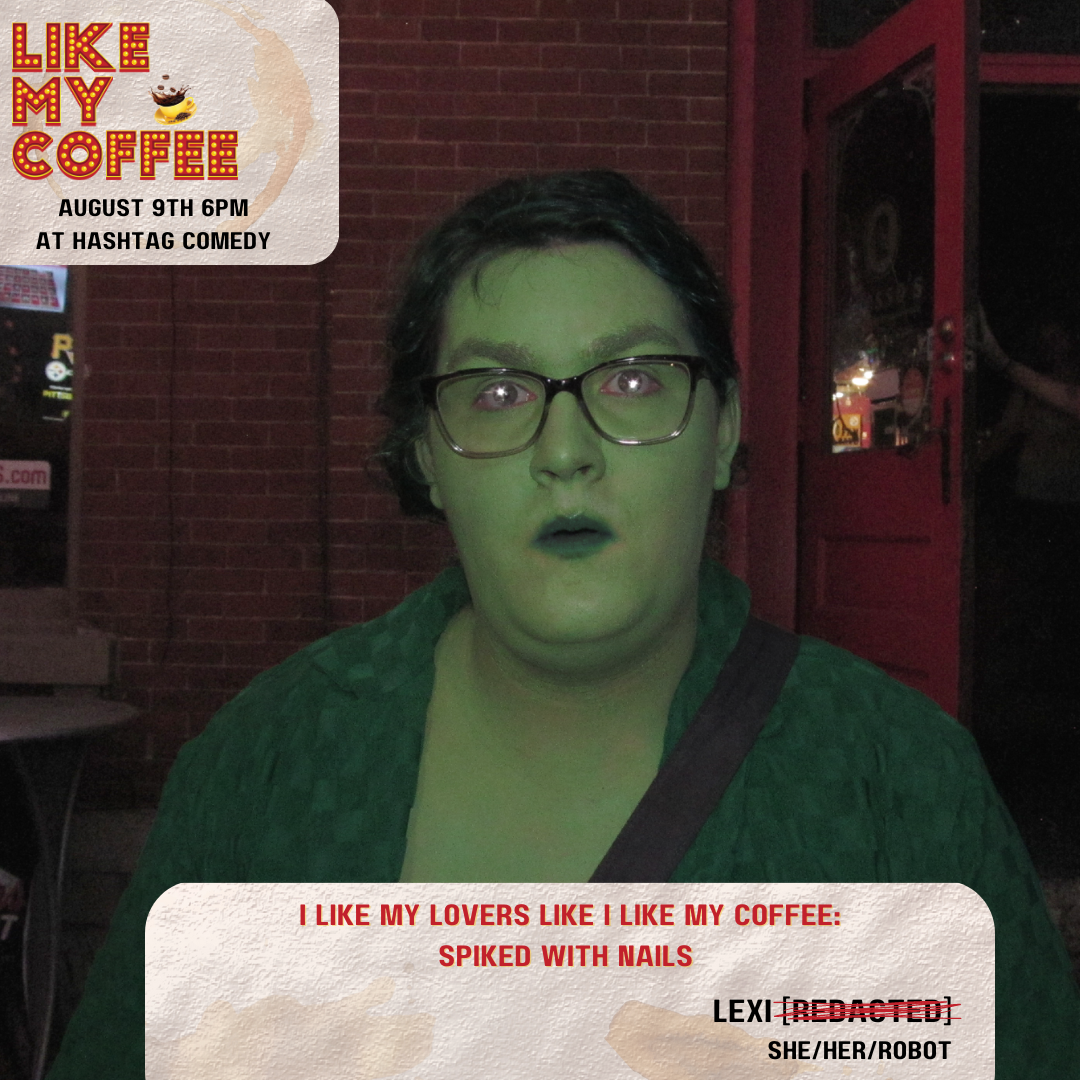 LIKE
MY
COFFEE
AUGUST 9TH 6PM
AT HASHTAG COMEDY
S.com
I LIKE MY LOVERS LIKE I LIKE MY COFFEE:
SPIKED WITH NAILS
LEXI [REDACTED]
SHE/HER/ROBOT